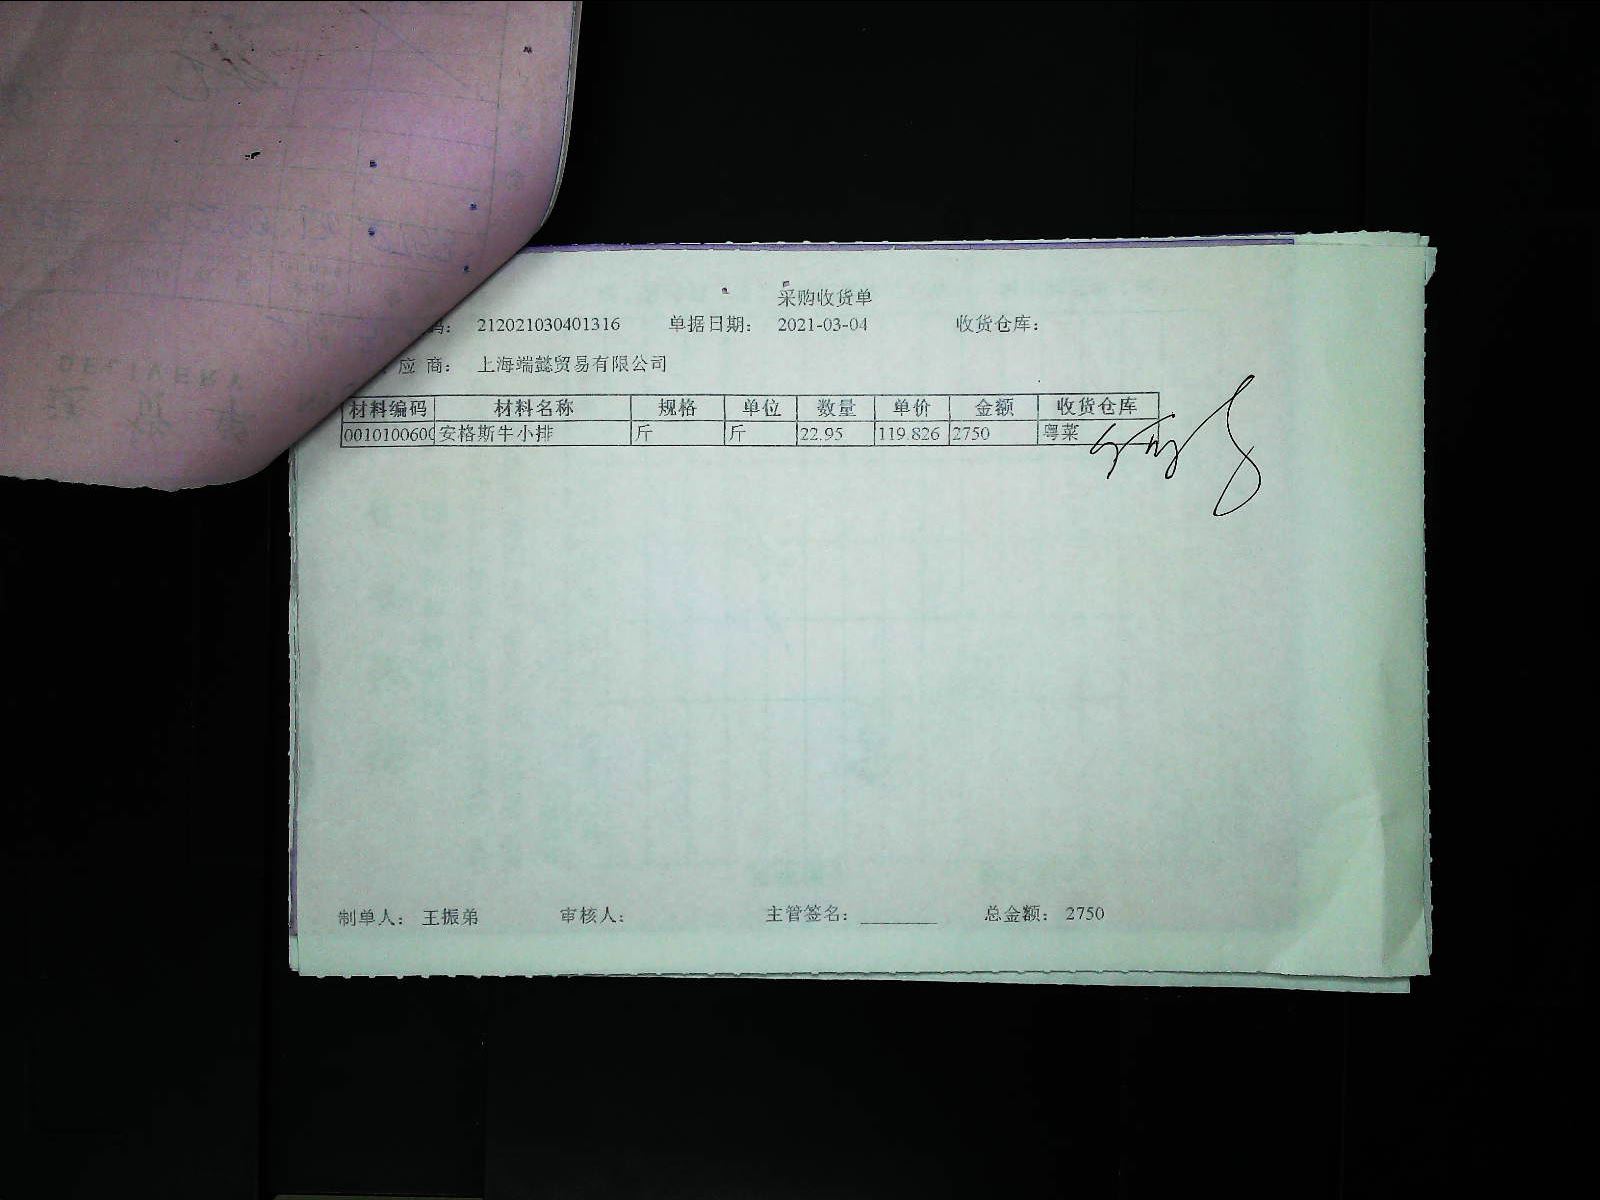 采购收货单
码： 212021030401316 单据日期： 2021-03-04 收货仓库：
应 商： 上海端懿贸易有限公司
材料编码 材料名称 规格 单位 数量 单价 金额 收货仓库
001010060 安格斯牛小排 斤 斤 22.95 119.826 2750 粤菜
制单人： 王振弟 审核人： 主管签名： ________ 总金额： 2750
DELIVERY